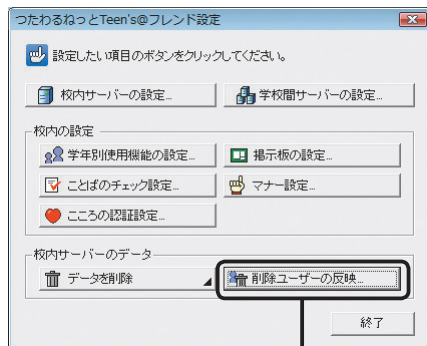 つたわるねっとTeen's@フレンド設定
設定したい項目のボタンをクリックしてください。
校内サーバーの設定...
学校間サーバーの設定...
校内の設定
学年別使用機能の設定...
掲示板の設定...
ことばのチェック設定...
マナー設定...
こころの認証設定...
校内サーバーのデータ
データを削除
削除ユーザーの反映...
終了